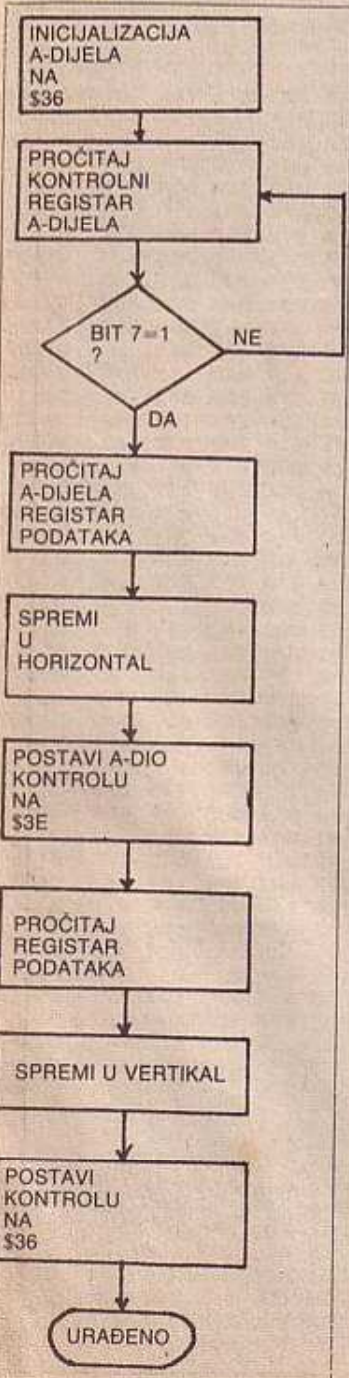 INICIJALIZACIJA
A-DIJELA
NA
$36
PROČITAJ
KONTROLNI
REGISTAR
A-DIJELA
BIT 7=1
?
NE
DA
PROČITAJ
A-DIJELA
REGISTAR
PODATAKA
SPREMI
U
HORIZONTAL
POSTAVI A-DIO
KONTROLU
NA
$3E
PROČITAJ
REGISTAR
PODATAKA
SPREMI U VERTIKAL
POSTAVI
KONTROLU
NA
$36
URAĐENO